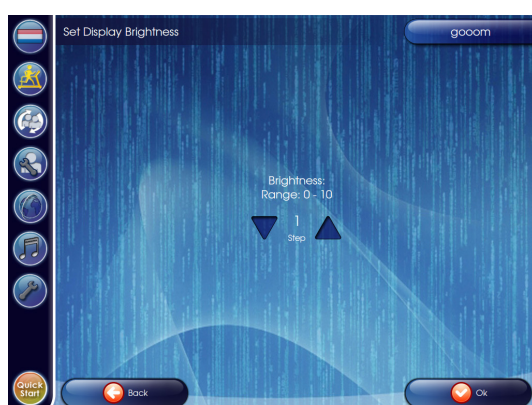 Set Display Brightness
gooom
Brightness:
Range: 0 - 10
1
Step
Quick
Start
Back
Ok